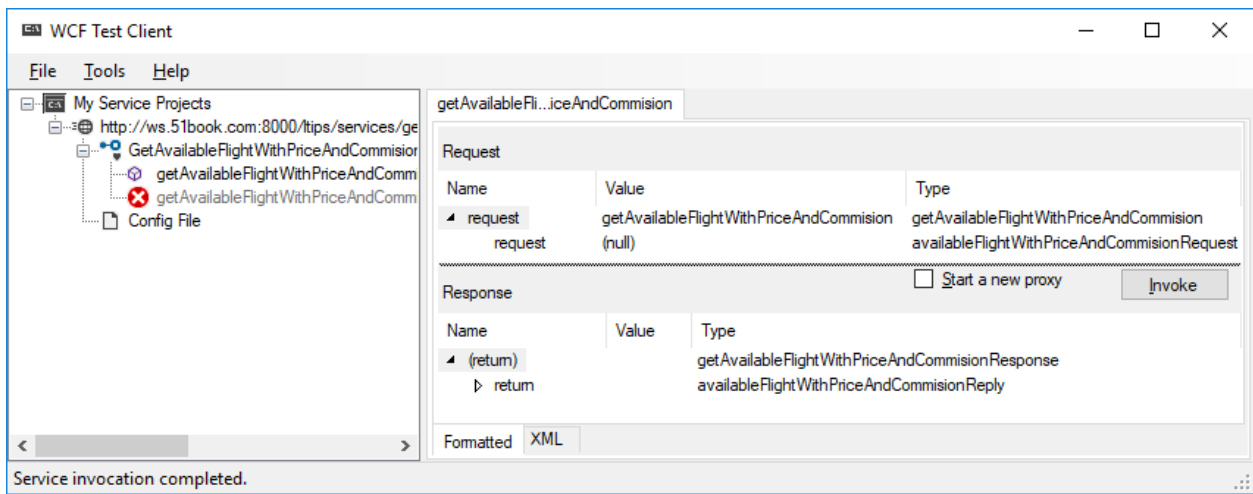 WCF Test Client
File Tools Help
My Service Projects
http://ws.51book.com:8000/ltips/services/ge
GetAvailableFlightWithPriceAndCommision
getAvailableFlightWithPriceAndComm
getAvailableFlightWithPriceAndComm
Config File
getAvailableFli...iceAndCommision
Request
Name Value Type
request getAvailableFlightWithPriceAndCommision getAvailableFlightWithPriceAndCommision
request (null) availableFlightWithPriceAndCommisionRequest
Start a new proxy
Invoke
Response
Name Value Type
(return) getAvailableFlightWithPriceAndCommisionResponse
return availableFlightWithPriceAndCommisionReply
Formatted XML
Service invocation completed.